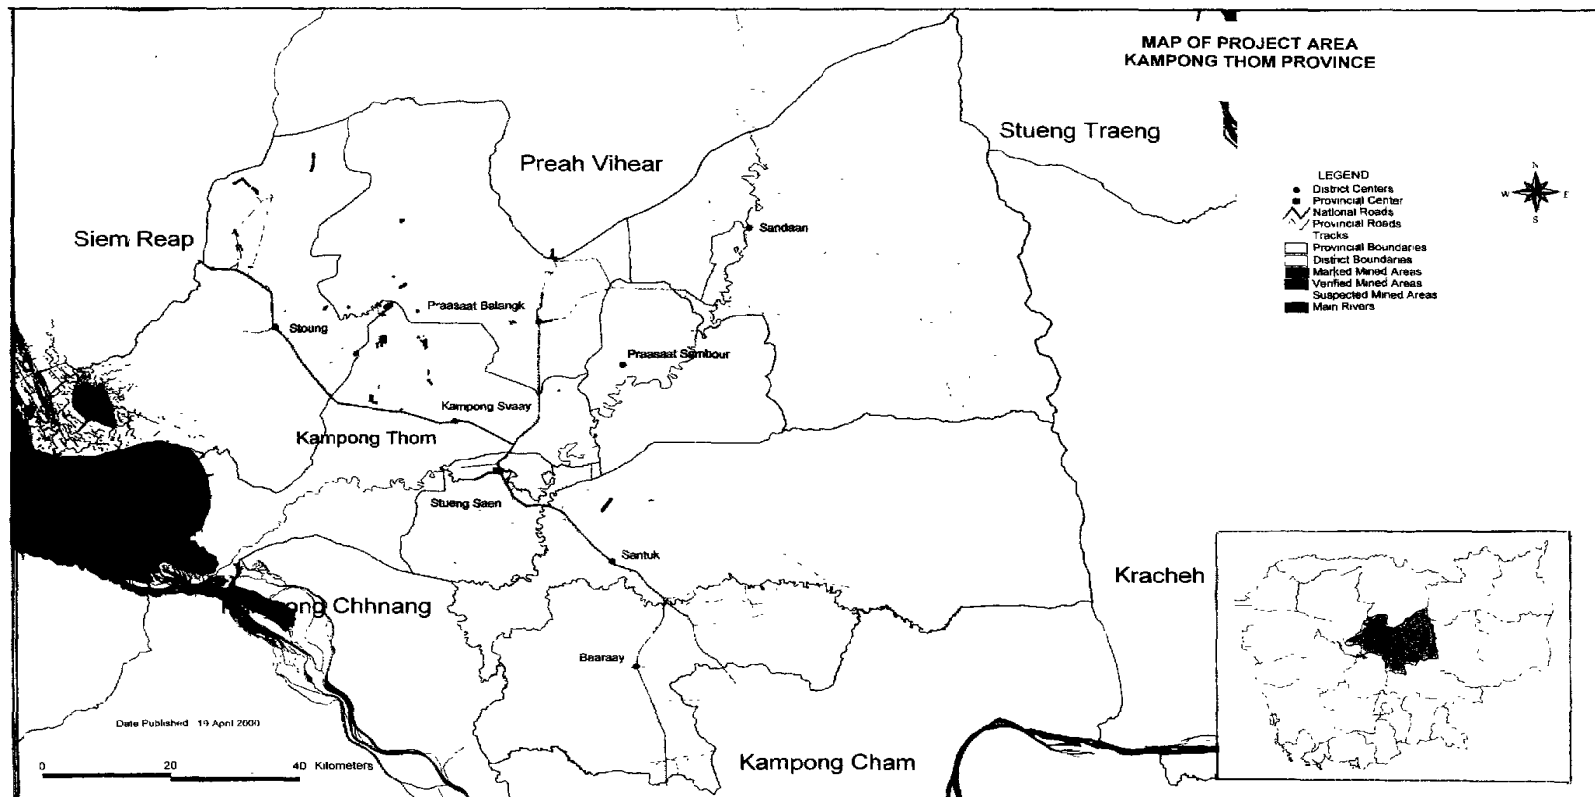 MAP OF PROJECT AREA
KAMPONG THOM PROVINCE
Stueng Traeng
Preah Vihear
LEGEND
District Centers
Provincial Center
National Roads
Provincial Roads
Tracks
Provincial Boundaries
District Boundaries
Marked Mined Areas
Verified Mined Areas
Suspected Mined Areas
Main Rivers
N
W
E
S
Siem Reap
Sandaan
Praasaat Balangk
Stoung
Praasaat Sambour
Kampong Svaay
Kampong Thom
Stueng Saen
Santuk
Kracheh
Chhnang
Baaraay
Date Published 19 April 2000
Kampong Cham
0 20 40 Kilometers